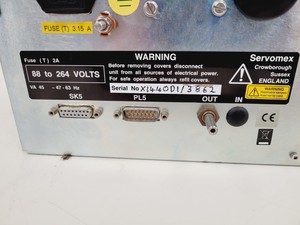 FUSE (T) 3.15 A
Fuse ( T ) 2A
88 to 264 VOLTS
VA 45 - 47 - 63 Hz
WARNING
Before removing covers disconnect
unit from all sources of electrical power.
For safe operation always refit covers.
Serial No X1440D1/3862
Servomex
Crowborough
Sussex
ENGLAND
WARNING
SK5
PL5
OUT
IN
CE